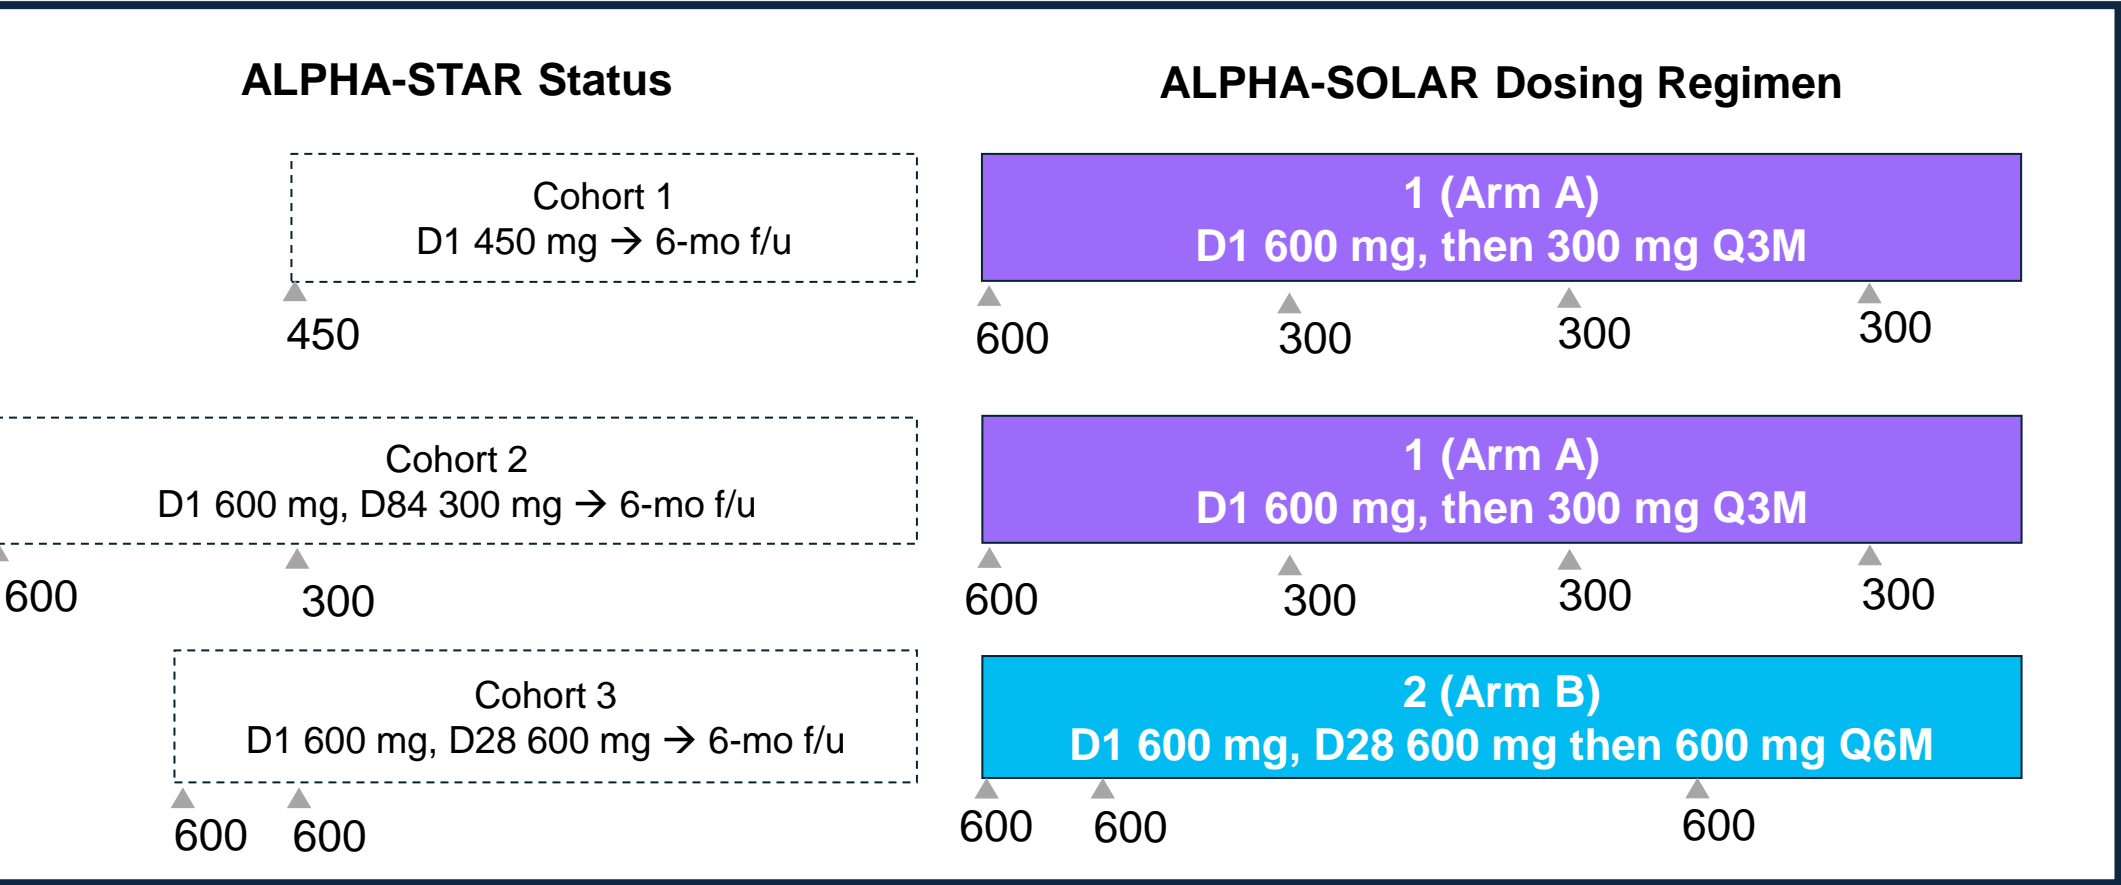 ALPHA-STAR Status
ALPHA-SOLAR Dosing Regimen
Cohort 1
D1 450 mg → 6-mo f/u
450
1 (Arm A)
D1 600 mg, then 300 mg Q3M
600
300
300
300
Cohort 2
D1 600 mg, D84 300 mg → 6-mo f/u
600
300
1 (Arm A)
D1 600 mg, then 300 mg Q3M
600
300
300
300
Cohort 3
D1 600 mg, D28 600 mg → 6-mo f/u
600
600
2 (Arm B)
D1 600 mg, D28 600 mg then 600 mg Q6M
600
600
600